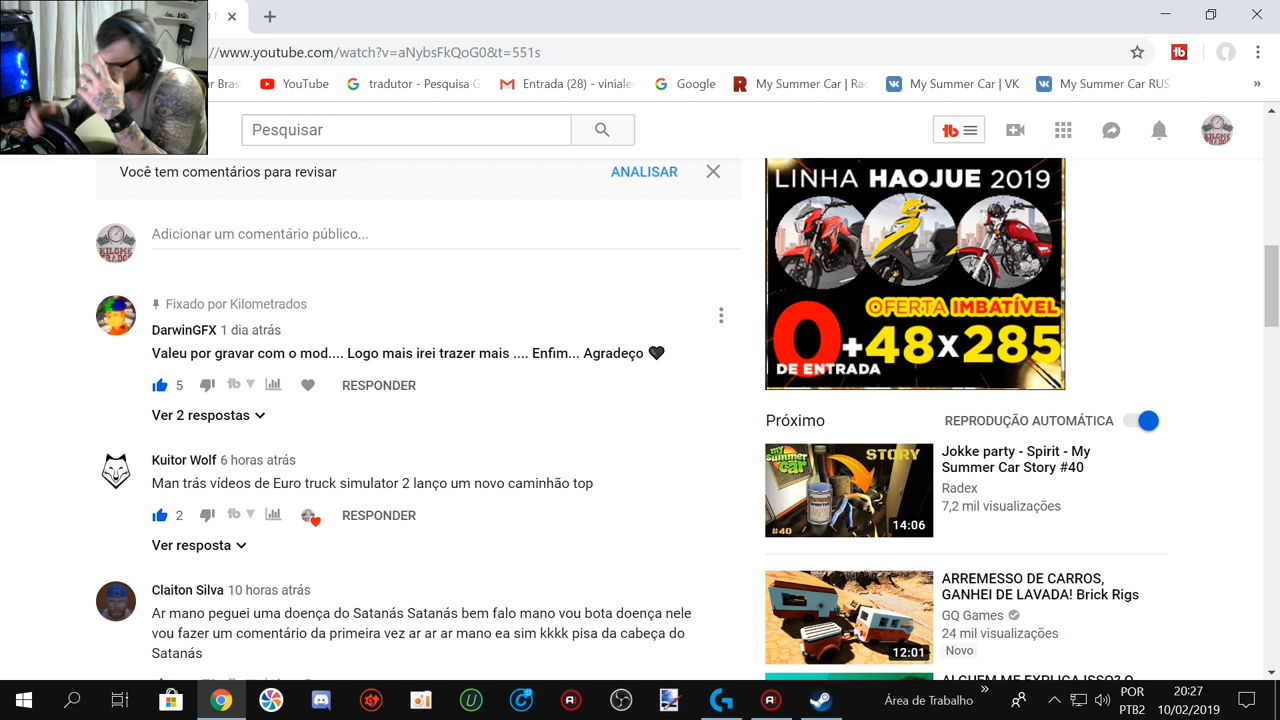 //www.youtube.com/watch?v=aNybsFkQoG0&t=551s
YouTube
tradutor - Pesquisa G
Entrada (28) - vinialer
Google
My Summer Car | Rac
My Summer Car | VK
My Summer Car RUS
»
Pesquisar
Você tem comentários para revisar
ANALISAR
Adicionar um comentário público...
Fixado por Kilometrados
DarwinGFX 1 dia atrás
Valeu por gravar com o mod.... Logo mais irei trazer mais .... Enfim... Agradeço 🖤
5
RESPONDER
Ver 2 respostas
Kuitor Wolf 6 horas atrás
Man trás vídeos de Euro truck simulator 2 lanço um novo caminhão top
2
RESPONDER
Ver resposta
Claiton Silva 10 horas atrás
Ar mano peguei uma doença do Satanás Satanás bem falo mano vou bota doença nele
vou fazer um comentário da primeira vez ar ar ar mano ea sim kkkk pisa da cabeça do
Satanás
LINHA HAOJUE 2019
OFERTA IMBATÍVEL
0+48x285
DE ENTRADA
Próximo
REPRODUÇÃO AUTOMÁTICA
my summer car
STORY
#40
14:06
Jokke party - Spirit - My
Summer Car Story #40
Radex
7,2 mil visualizações
12:01
ARREMESSO DE CARROS,
GANHEI DE LAVADA! Brick Rigs
GQ Games
24 mil visualizações
Novo
ALGUEM ME EXPLICA ISSO? O
Área de Trabalho
»
POR
PTB2
20:27
10/02/2019